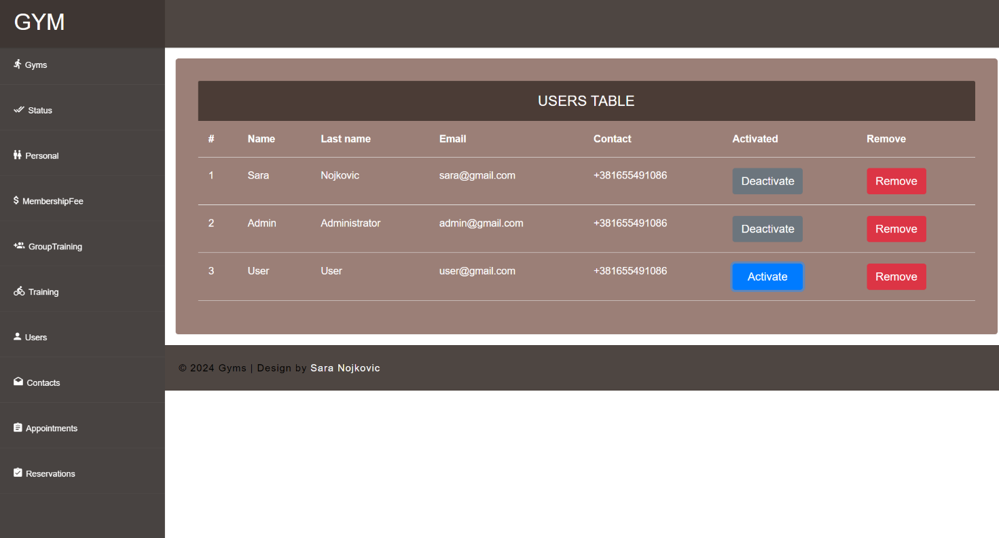 GYM
Gyms
Status
Personal
MembershipFee
GroupTraining
Training
Users
Contacts
Appointments
Reservations
USERS TABLE
# Name Last name Email Contact Activated Remove
1 Sara Nojkovic sara@gmail.com +381655491086 Deactivate Remove
2 Admin Administrator admin@gmail.com +381655491086 Deactivate Remove
3 User User user@gmail.com +381655491086 Activate Remove
© 2024 Gyms | Design by Sara Nojkovic